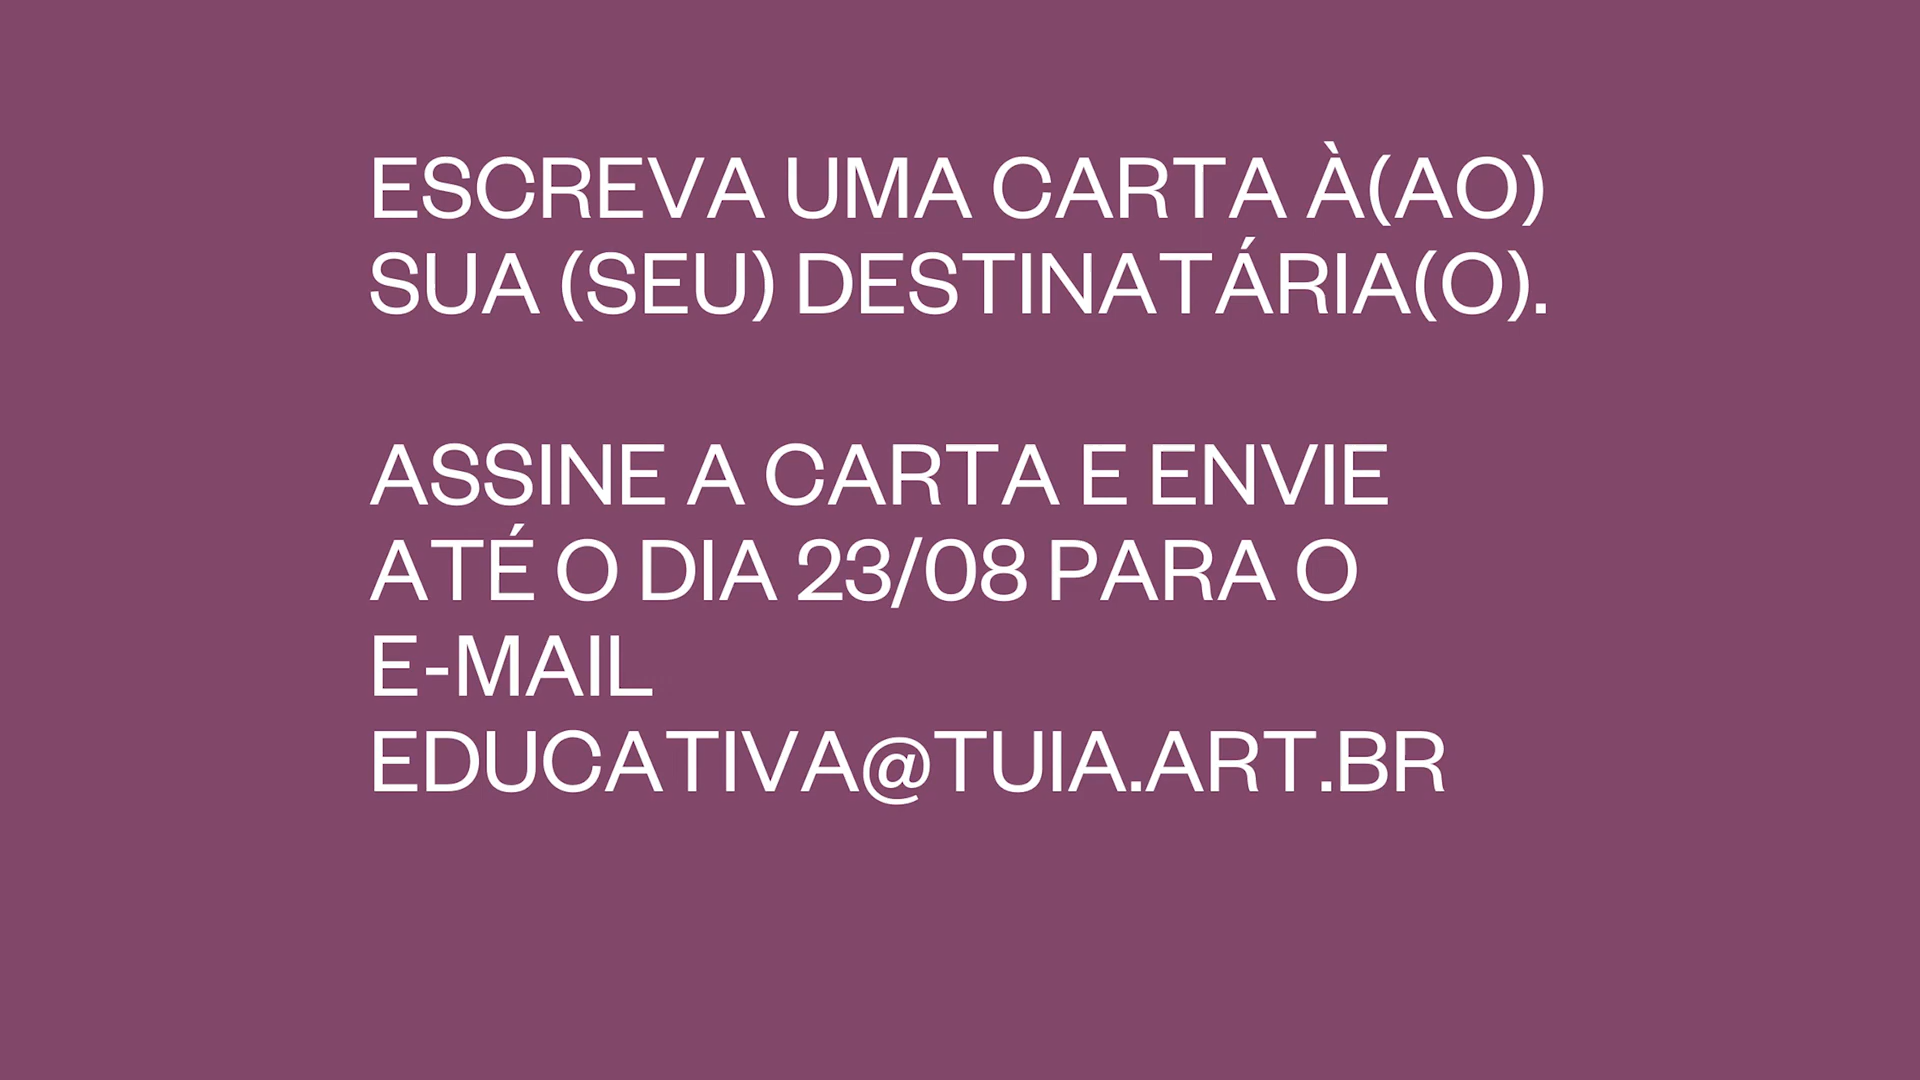 ESCREVA UMA CARTA À(AO)
SUA (SEU) DESTINATÁRIA(O).
ASSINE A CARTA E ENVIE
ATÉ O DIA 23/08 PARA O
E-MAIL
EDUCATIVA@TUIA.ART.BR